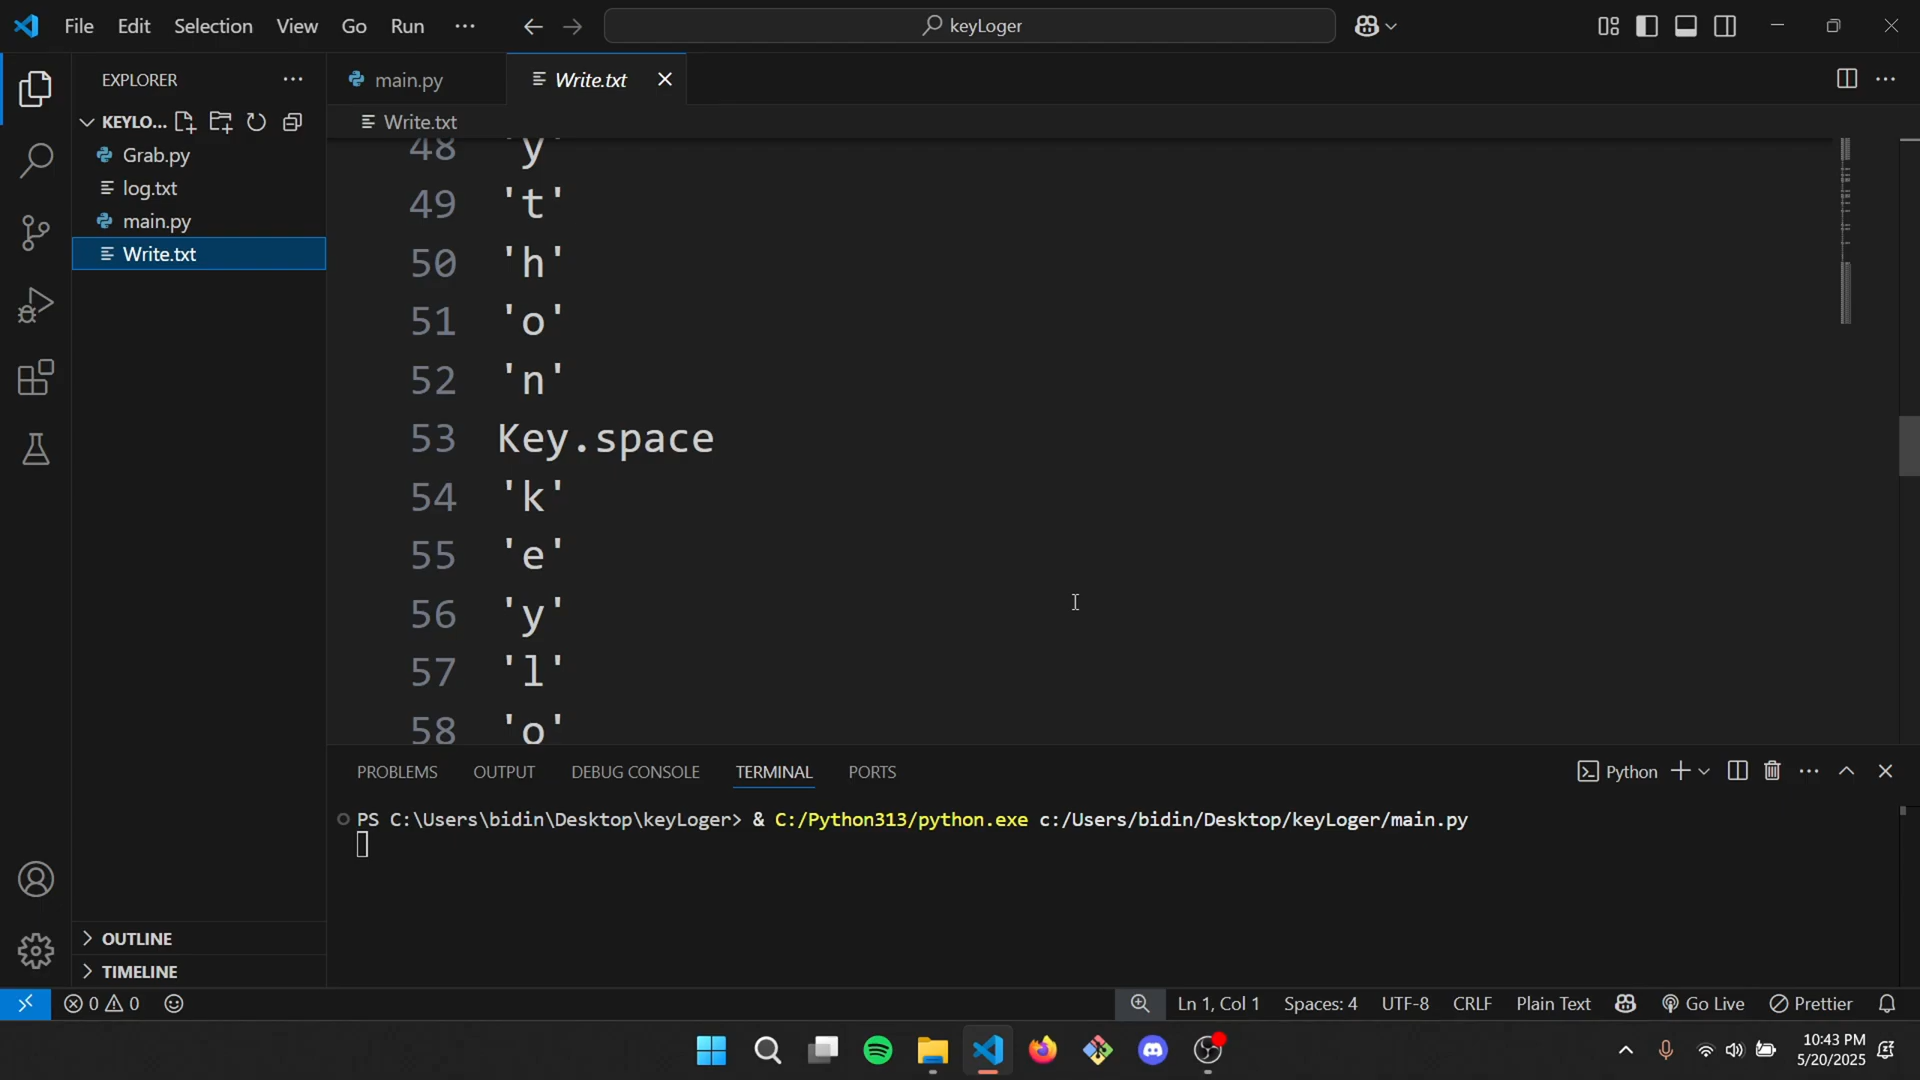 File Edit Selection View Go Run ...
keyLoger
EXPLORER
main.py
Write.txt
KEYLO...
Write.txt
Grab.py
log.txt
main.py
Write.txt
48 'y'
49 't'
50 'h'
51 'o'
52 'n'
53 Key.space
54 'k'
55 'e'
56 'y'
57 'l'
58 'o'
PROBLEMS OUTPUT DEBUG CONSOLE TERMINAL PORTS
Python
PS C:\Users\bidin\Desktop\keyLoger> & C:/Python313/python.exe c:/Users/bidin/Desktop/keyLoger/main.py
OUTLINE
TIMELINE
0 0
Ln 1, Col 1 Spaces: 4 UTF-8 CRLF Plain Text Go Live Prettier
10:43 PM
5/20/2025